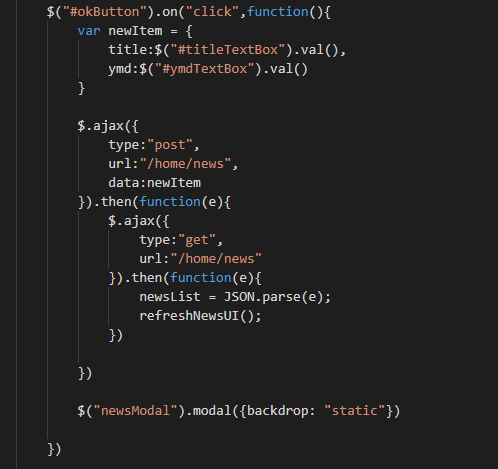 $("#okButton").on("click",function(){
    var newItem = {
        title:$("#titleTextBox").val(),
        ymd:$("#ymdTextBox").val()
    }

    $.ajax({
        type:"post",
        url:"/home/news",
        data:newItem
    }).then(function(e){
        $.ajax({
            type:"get",
            url:"/home/news"
        }).then(function(e){
            newsList = JSON.parse(e);
            refreshNewsUI();
        })

    })

    $("newsModal").modal({backdrop: "static"})

})